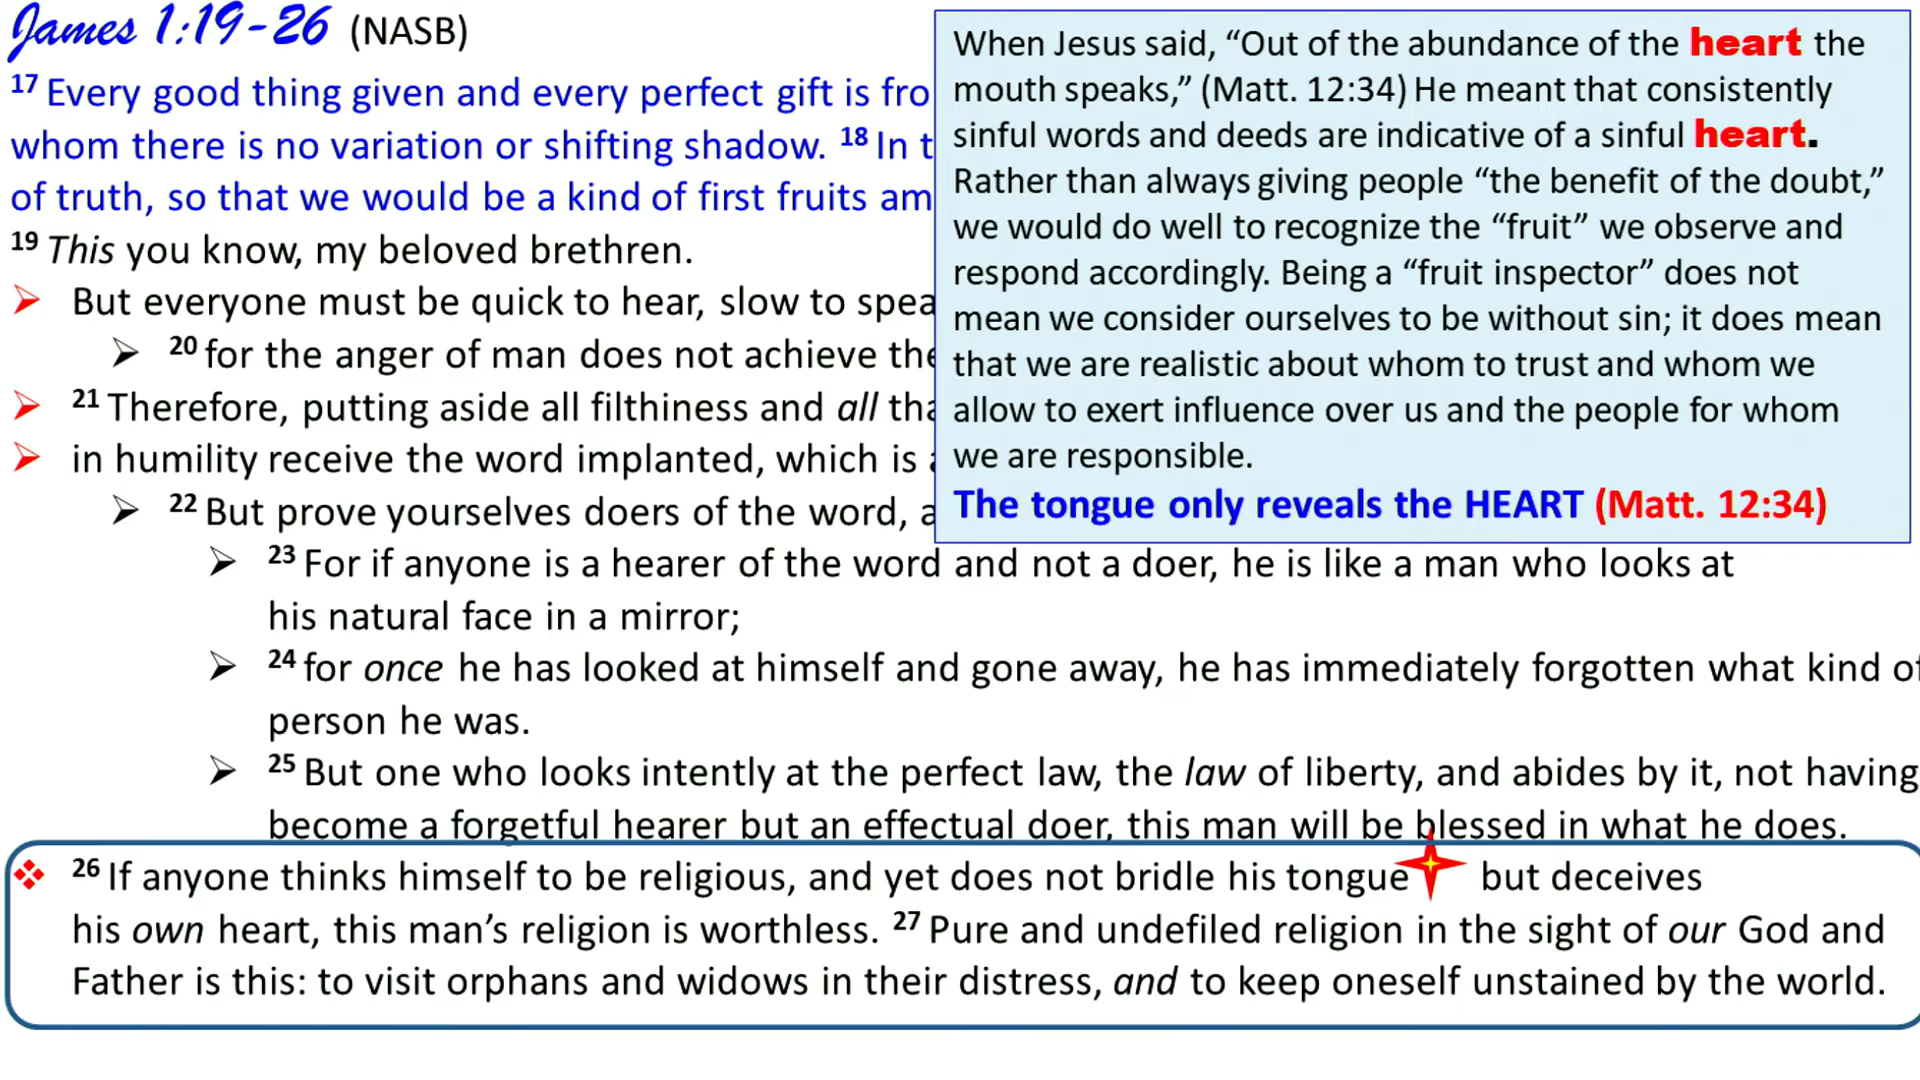 James 1:19-26 (NASB)
17 Every good thing given and every perfect gift is fro
whom there is no variation or shifting shadow. 18 In t
of truth, so that we would be a kind of first fruits am
19 This you know, my beloved brethren.
But everyone must be quick to hear, slow to spea
20 for the anger of man does not achieve the
21 Therefore, putting aside all filthiness and all tha
in humility receive the word implanted, which is a
22 But prove yourselves doers of the word, a
When Jesus said, “Out of the abundance of the heart the
mouth speaks,” (Matt. 12:34) He meant that consistently
sinful words and deeds are indicative of a sinful heart.
Rather than always giving people “the benefit of the doubt,”
we would do well to recognize the “fruit” we observe and
respond accordingly. Being a “fruit inspector” does not
mean we consider ourselves to be without sin; it does mean
that we are realistic about whom to trust and whom we
allow to exert influence over us and the people for whom
we are responsible.
The tongue only reveals the HEART (Matt. 12:34)
23 For if anyone is a hearer of the word and not a doer, he is like a man who looks at
his natural face in a mirror;
24 for once he has looked at himself and gone away, he has immediately forgotten what kind of
person he was.
25 But one who looks intently at the perfect law, the law of liberty, and abides by it, not having
become a forgetful hearer but an effectual doer, this man will be blessed in what he does.
26 If anyone thinks himself to be religious, and yet does not bridle his tongue but deceives
his own heart, this man’s religion is worthless. 27 Pure and undefiled religion in the sight of our God and
Father is this: to visit orphans and widows in their distress, and to keep oneself unstained by the world.